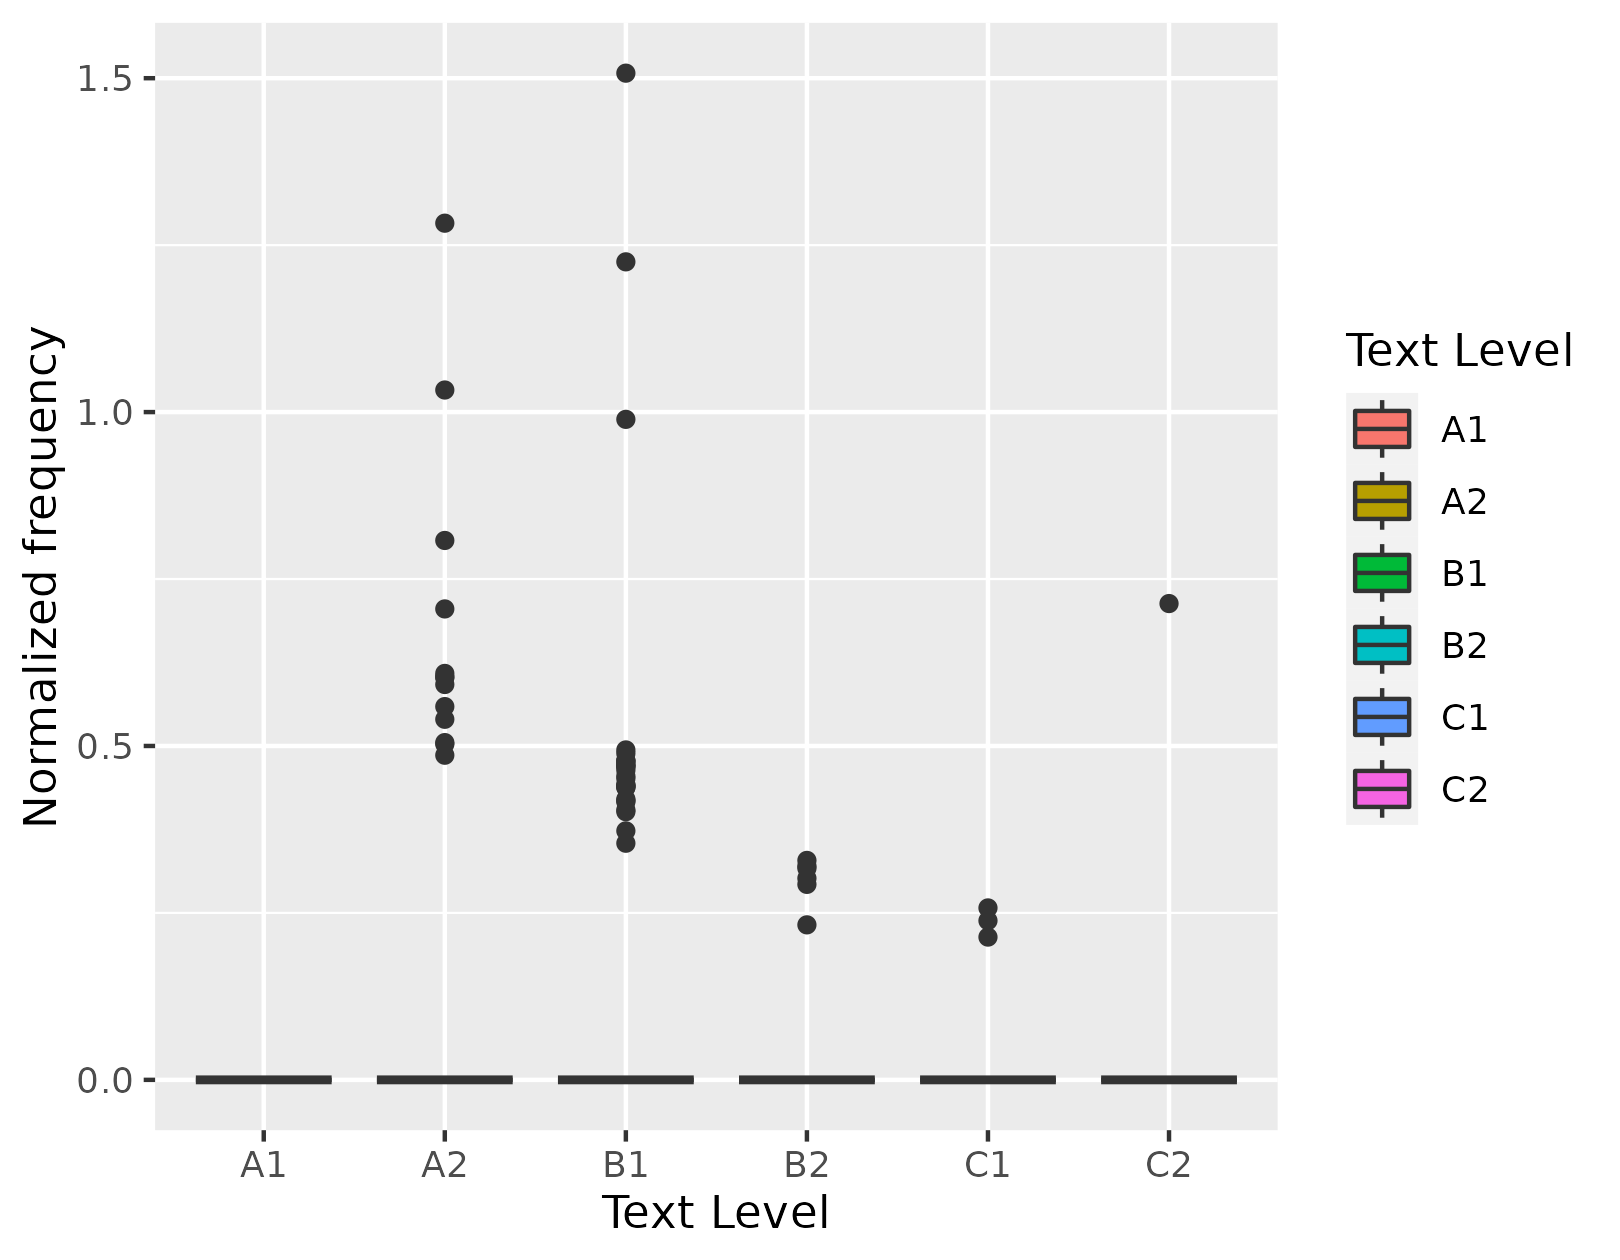 1.5
1.0
0.5
0.0
Normalized frequency
A1 A2 B1 B2 C1 C2
Text Level
Text Level
A1
A2
B1
B2
C1
C2